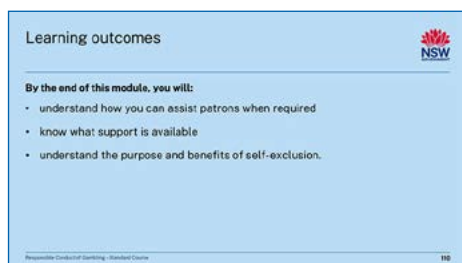 Learning outcomes
NSW
GOVERNMENT
By the end of this module, you will:
• understand how you can assist patrons when required
• know what support is available
• understand the purpose and benefits of self-exclusion.
Responsible Conduct of Gambling - Standard Course
110